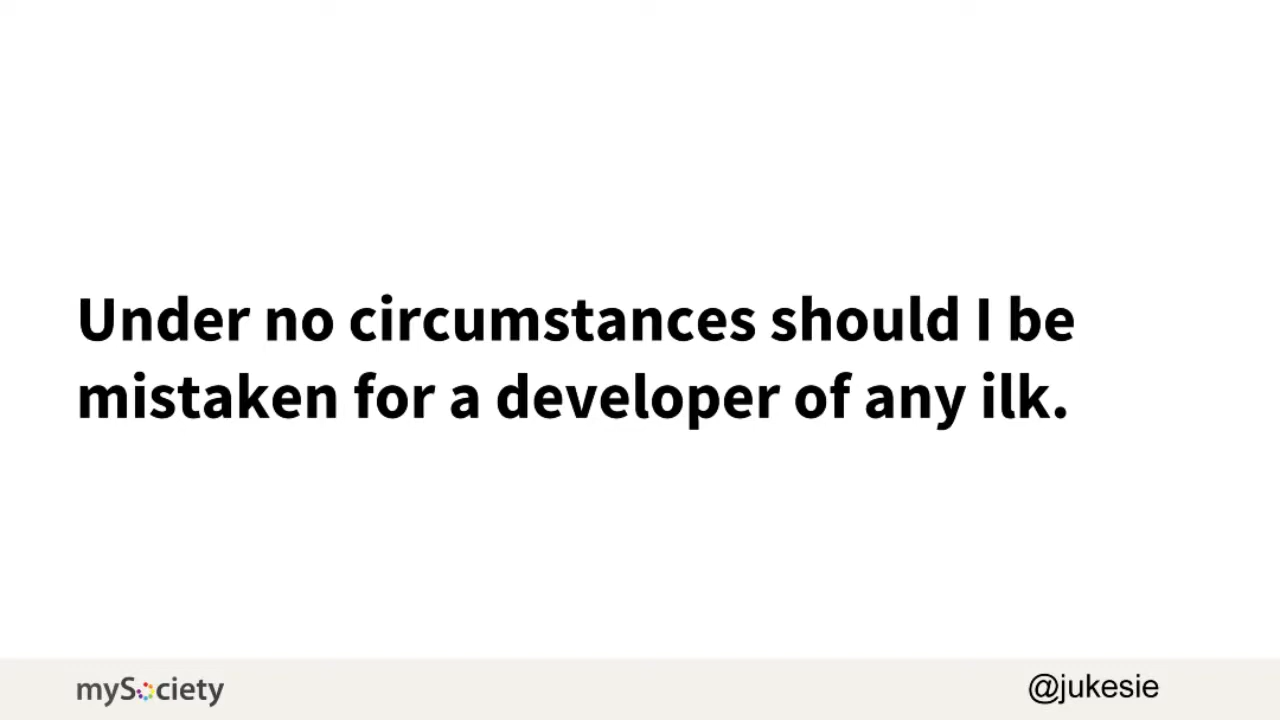 Under no circumstances should I be
mistaken for a developer of any ilk.
mySociety
@jukesie